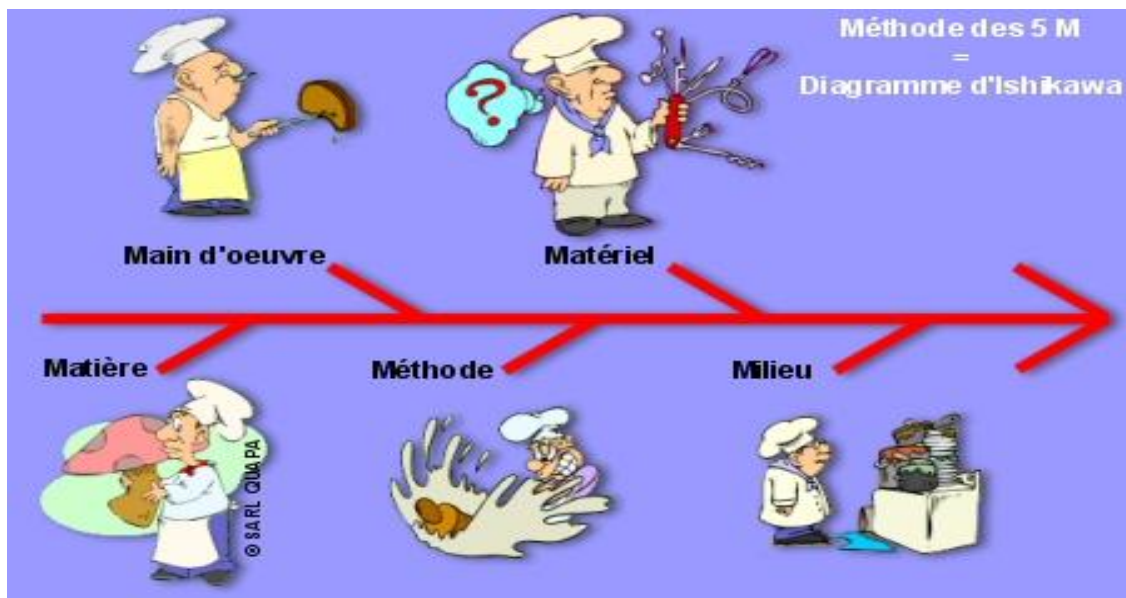 Méthode des 5 M
=
Diagramme d'Ishikawa
?
Main d'oeuvre
Matériel
Matière
Méthode
Milieu
© SARL QUAPA